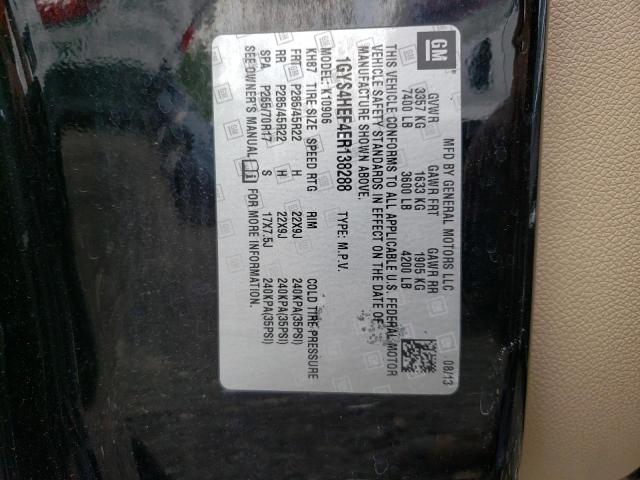 GM
MFD BY GENERAL MOTORS LLC 08/13
GVWR GAWR FRT GAWR RR
3357 KG 1633 KG 1905 KG
7400 LB 3600 LB 4200 LB
THIS VEHICLE CONFORMS TO ALL APPLICABLE U.S. FEDERAL MOTOR
VEHICLE SAFETY STANDARDS IN EFFECT ON THE DATE OF
MANUFACTURE SHOWN ABOVE.
1GYS4HEF4ER138288 TYPE: M.P.V.
MODEL: K10906
KH87 TIRE SIZE SPEED RTG RIM COLD TIRE PRESSURE
FRT P285/45R22 H 22X9J 240KPA(35PSI)
RR P285/45R22 H 22X9J 240KPA(35PSI)
SPA P265/70R17 S 17X7.5J 240KPA(35PSI)
SEE OWNER'S MANUAL FOR MORE INFORMATION.